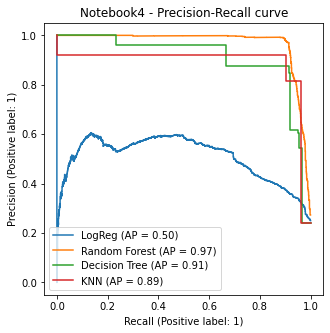 Notebook4 - Precision-Recall curve
Precision (Positive label: 1)
1.0
0.8
0.6
0.4
0.2
0.0
LogReg (AP = 0.50)
Random Forest (AP = 0.97)
Decision Tree (AP = 0.91)
KNN (AP = 0.89)
0.0 0.2 0.4 0.6 0.8 1.0
Recall (Positive label: 1)